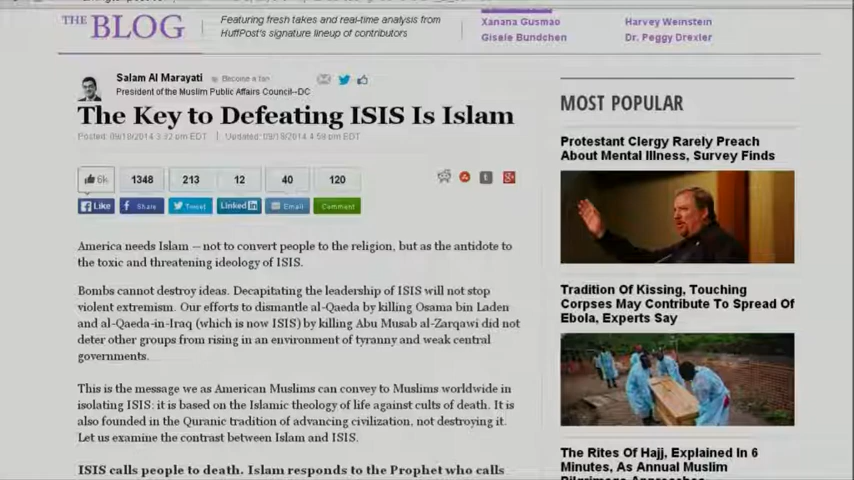 THE BLOG
Featuring fresh takes and real-time analysis from
HuffPost's signature lineup of contributors
Xanana Gusmao
Gisele Bundchen
Harvey Weinstein
Dr. Peggy Drexler
Salam Al Marayati
Become a fan
President of the Muslim Public Affairs Council--DC
The Key to Defeating ISIS Is Islam
EDT
Updated:
EDT
6k
1348
213
12
40
120
Like
Share
Tweet
Linked in
Email
Comment
America needs Islam -- not to convert people to the religion, but as the antidote to
the toxic and threatening ideology of ISIS.
Bombs cannot destroy ideas. Decapitating the leadership of ISIS will not stop
violent extremism. Our efforts to dismantle al-Qaeda by killing Osama bin Laden
and al-Qaeda-in-Iraq (which is now ISIS) by killing Abu Musab al-Zarqawi did not
deter other groups from rising in an environment of tyranny and weak central
governments.
This is the message we as American Muslims can convey to Muslims worldwide in
isolating ISIS: it is based on the Islamic theology of life against cults of death. It is
also founded in the Quranic tradition of advancing civilization, not destroying it.
Let us examine the contrast between Islam and ISIS.
ISIS calls people to death. Islam responds to the Prophet who calls
MOST POPULAR
Protestant Clergy Rarely Preach
About Mental Illness, Survey Finds
Tradition Of Kissing, Touching
Corpses May Contribute To Spread Of
Ebola, Experts Say
The Rites Of Hajj, Explained In 6
Minutes, As Annual Muslim